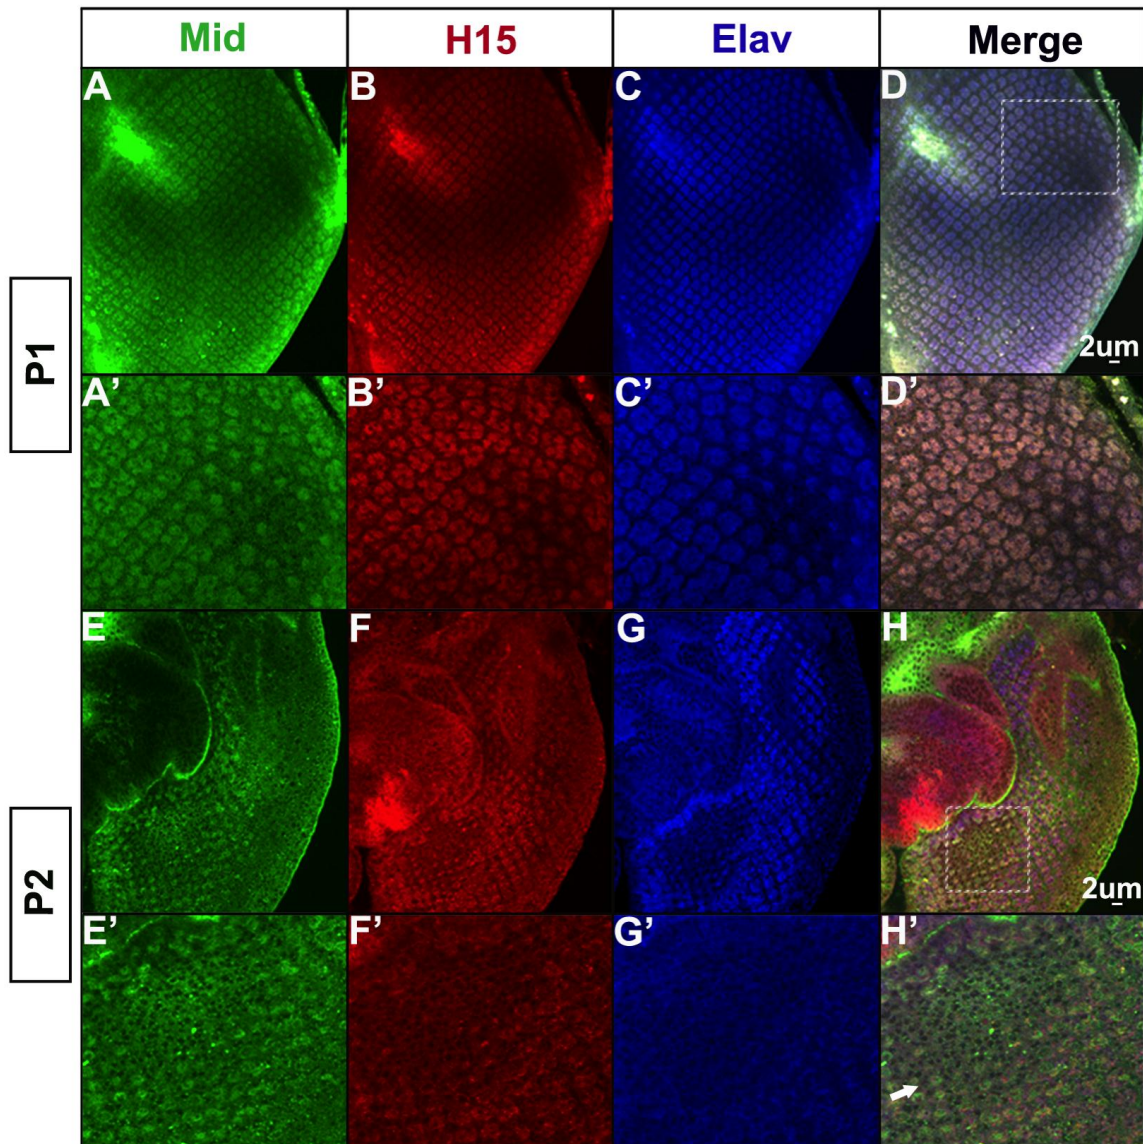 Mid H15 Elav Merge
A B C D
2um
P1
A’ B’ C’ D’
E F G H
2um
P2
E’ F’ G’ H’